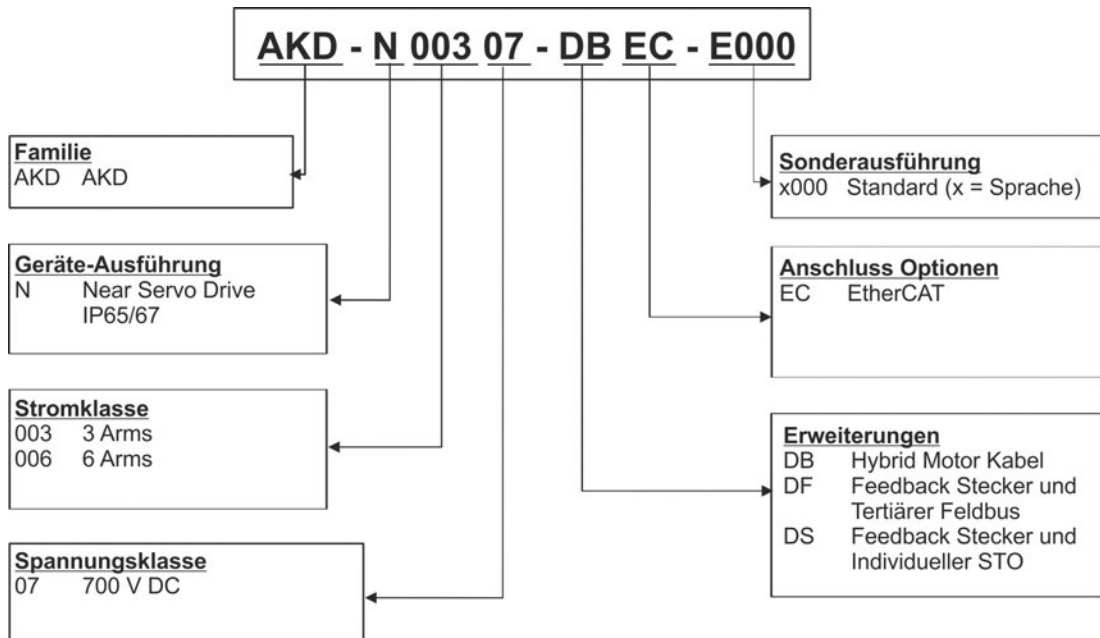 AKD - N 003 07 - DB EC - E000
Familie
AKD AKD
Geräte-Ausführung
N Near Servo Drive
IP65/67
Stromklasse
003 3 Arms
006 6 Arms
Spannungsklasse
07 700 V DC
Sonderausführung
x000 Standard (x = Sprache)
Anschluss Optionen
EC EtherCAT
Erweiterungen
DB Hybrid Motor Kabel
DF Feedback Stecker und
Tertiärer Feldbus
DS Feedback Stecker und
Individueller STO